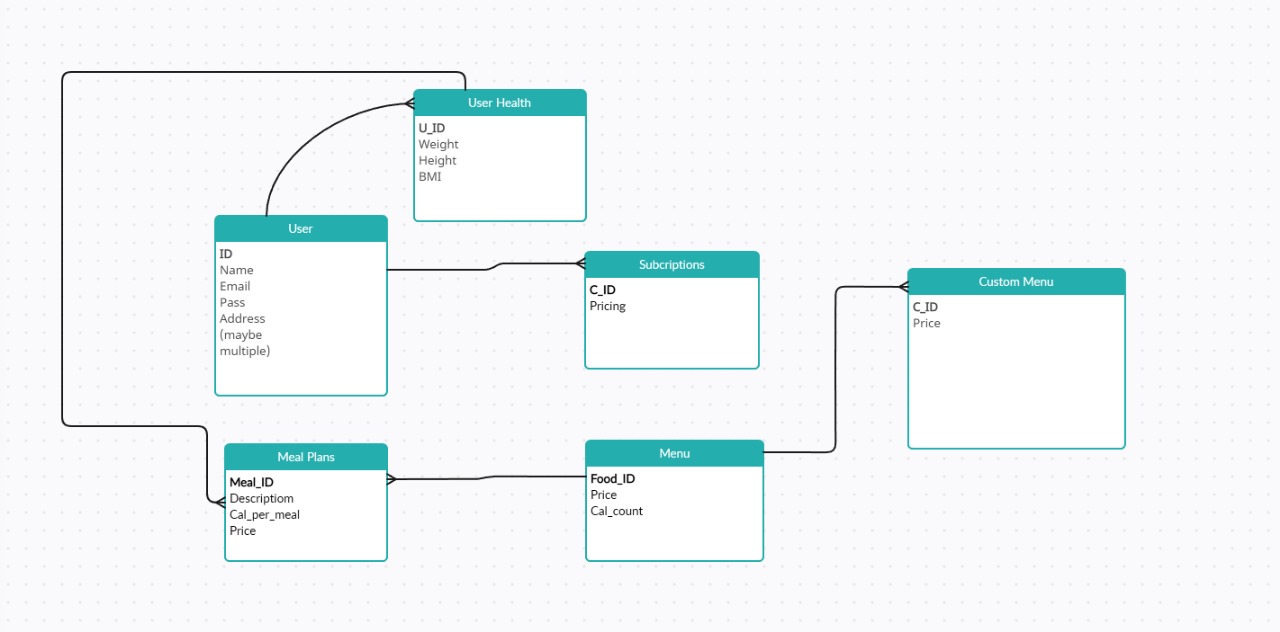 User Health
U_ID
Weight
Height
BMI
User
ID
Name
Email
Pass
Address
(maybe
multiple)
Subcriptions
C_ID
Pricing
Custom Menu
C_ID
Price
Meal Plans
Meal_ID
Descriptiom
Cal_per_meal
Price
Menu
Food_ID
Price
Cal_count